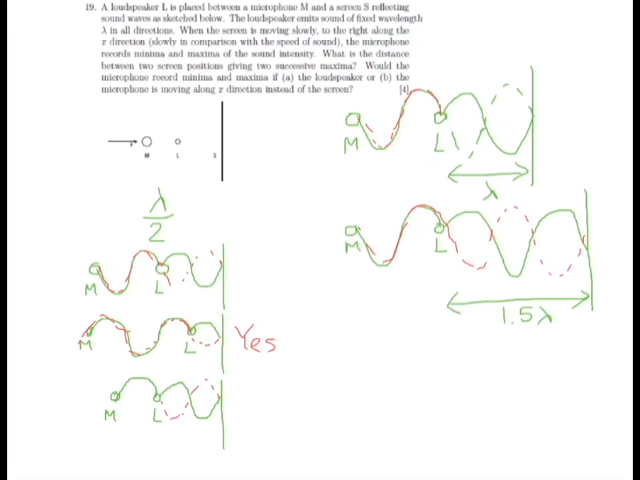 19. A loudspeaker L is placed between a microphone M and a screen S reflecting
sound waves as sketched below. The loudspeaker emits sound of fixed wavelength
λ in all directions. When the screen is moving slowly, to the right along the
x direction (slowly in comparison with the speed of sound), the microphone
records minima and maxima of the sound intensity. What is the distance
between two screen positions giving two successive maxima? Would the
microphone record minima and maxima if (a) the loudspeaker or (b) the
microphone is moving along x direction instead of the screen? [4]
M L S
λ
2
M L
M L Yes
M L
M L
λ
M L
1.5λ